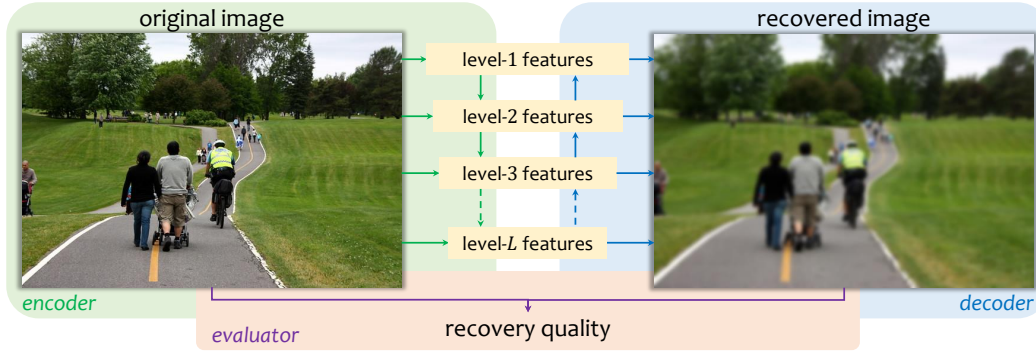 original image
recovered image
level-1 features
level-2 features
level-3 features
level-L features
encoder
decoder
evaluator
recovery quality